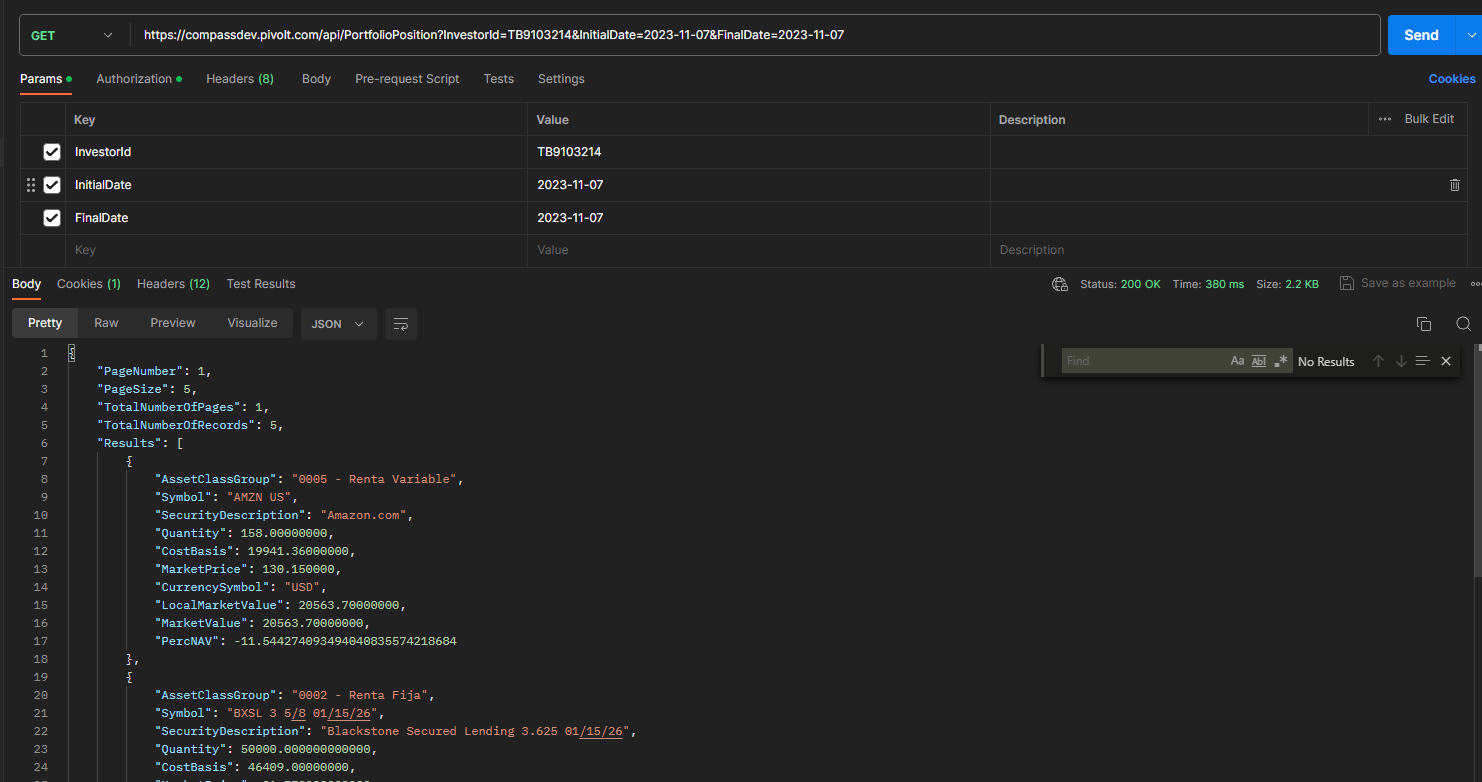 GET https://compassdev.pivolt.com/api/PortfolioPosition?InvestorId=TB9103214&InitialDate=2023-11-07&FinalDate=2023-11-07 Send
Params Authorization Headers (8) Body Pre-request Script Tests Settings Cookies
Key Value Description ··· Bulk Edit
InvestorId TB9103214
InitialDate 2023-11-07
FinalDate 2023-11-07
Key Value Description
Body Cookies (1) Headers (12) Test Results Status: 200 OK Time: 380 ms Size: 2.2 KB Save as example
Pretty Raw Preview Visualize JSON
Find Aa Abl .* No Results
1 {
2 "PageNumber": 1,
3 "PageSize": 5,
4 "TotalNumberOfPages": 1,
5 "TotalNumberOfRecords": 5,
6 "Results": [
7 {
8 "AssetClassGroup": "0005 - Renta Variable",
9 "Symbol": "AMZN US",
10 "SecurityDescription": "Amazon.com",
11 "Quantity": 158.00000000,
12 "CostBasis": 19941.36000000,
13 "MarketPrice": 130.150000,
14 "CurrencySymbol": "USD",
15 "LocalMarketValue": 20563.70000000,
16 "MarketValue": 20563.70000000,
17 "PercNAV": -11.544274093494040835574218684
18 },
19 {
20 "AssetClassGroup": "0002 - Renta Fija",
21 "Symbol": "BXSL 3 5/8 01/15/26",
22 "SecurityDescription": "Blackstone Secured Lending 3.625 01/15/26",
23 "Quantity": 50000.000000000000,
24 "CostBasis": 46409.00000000,